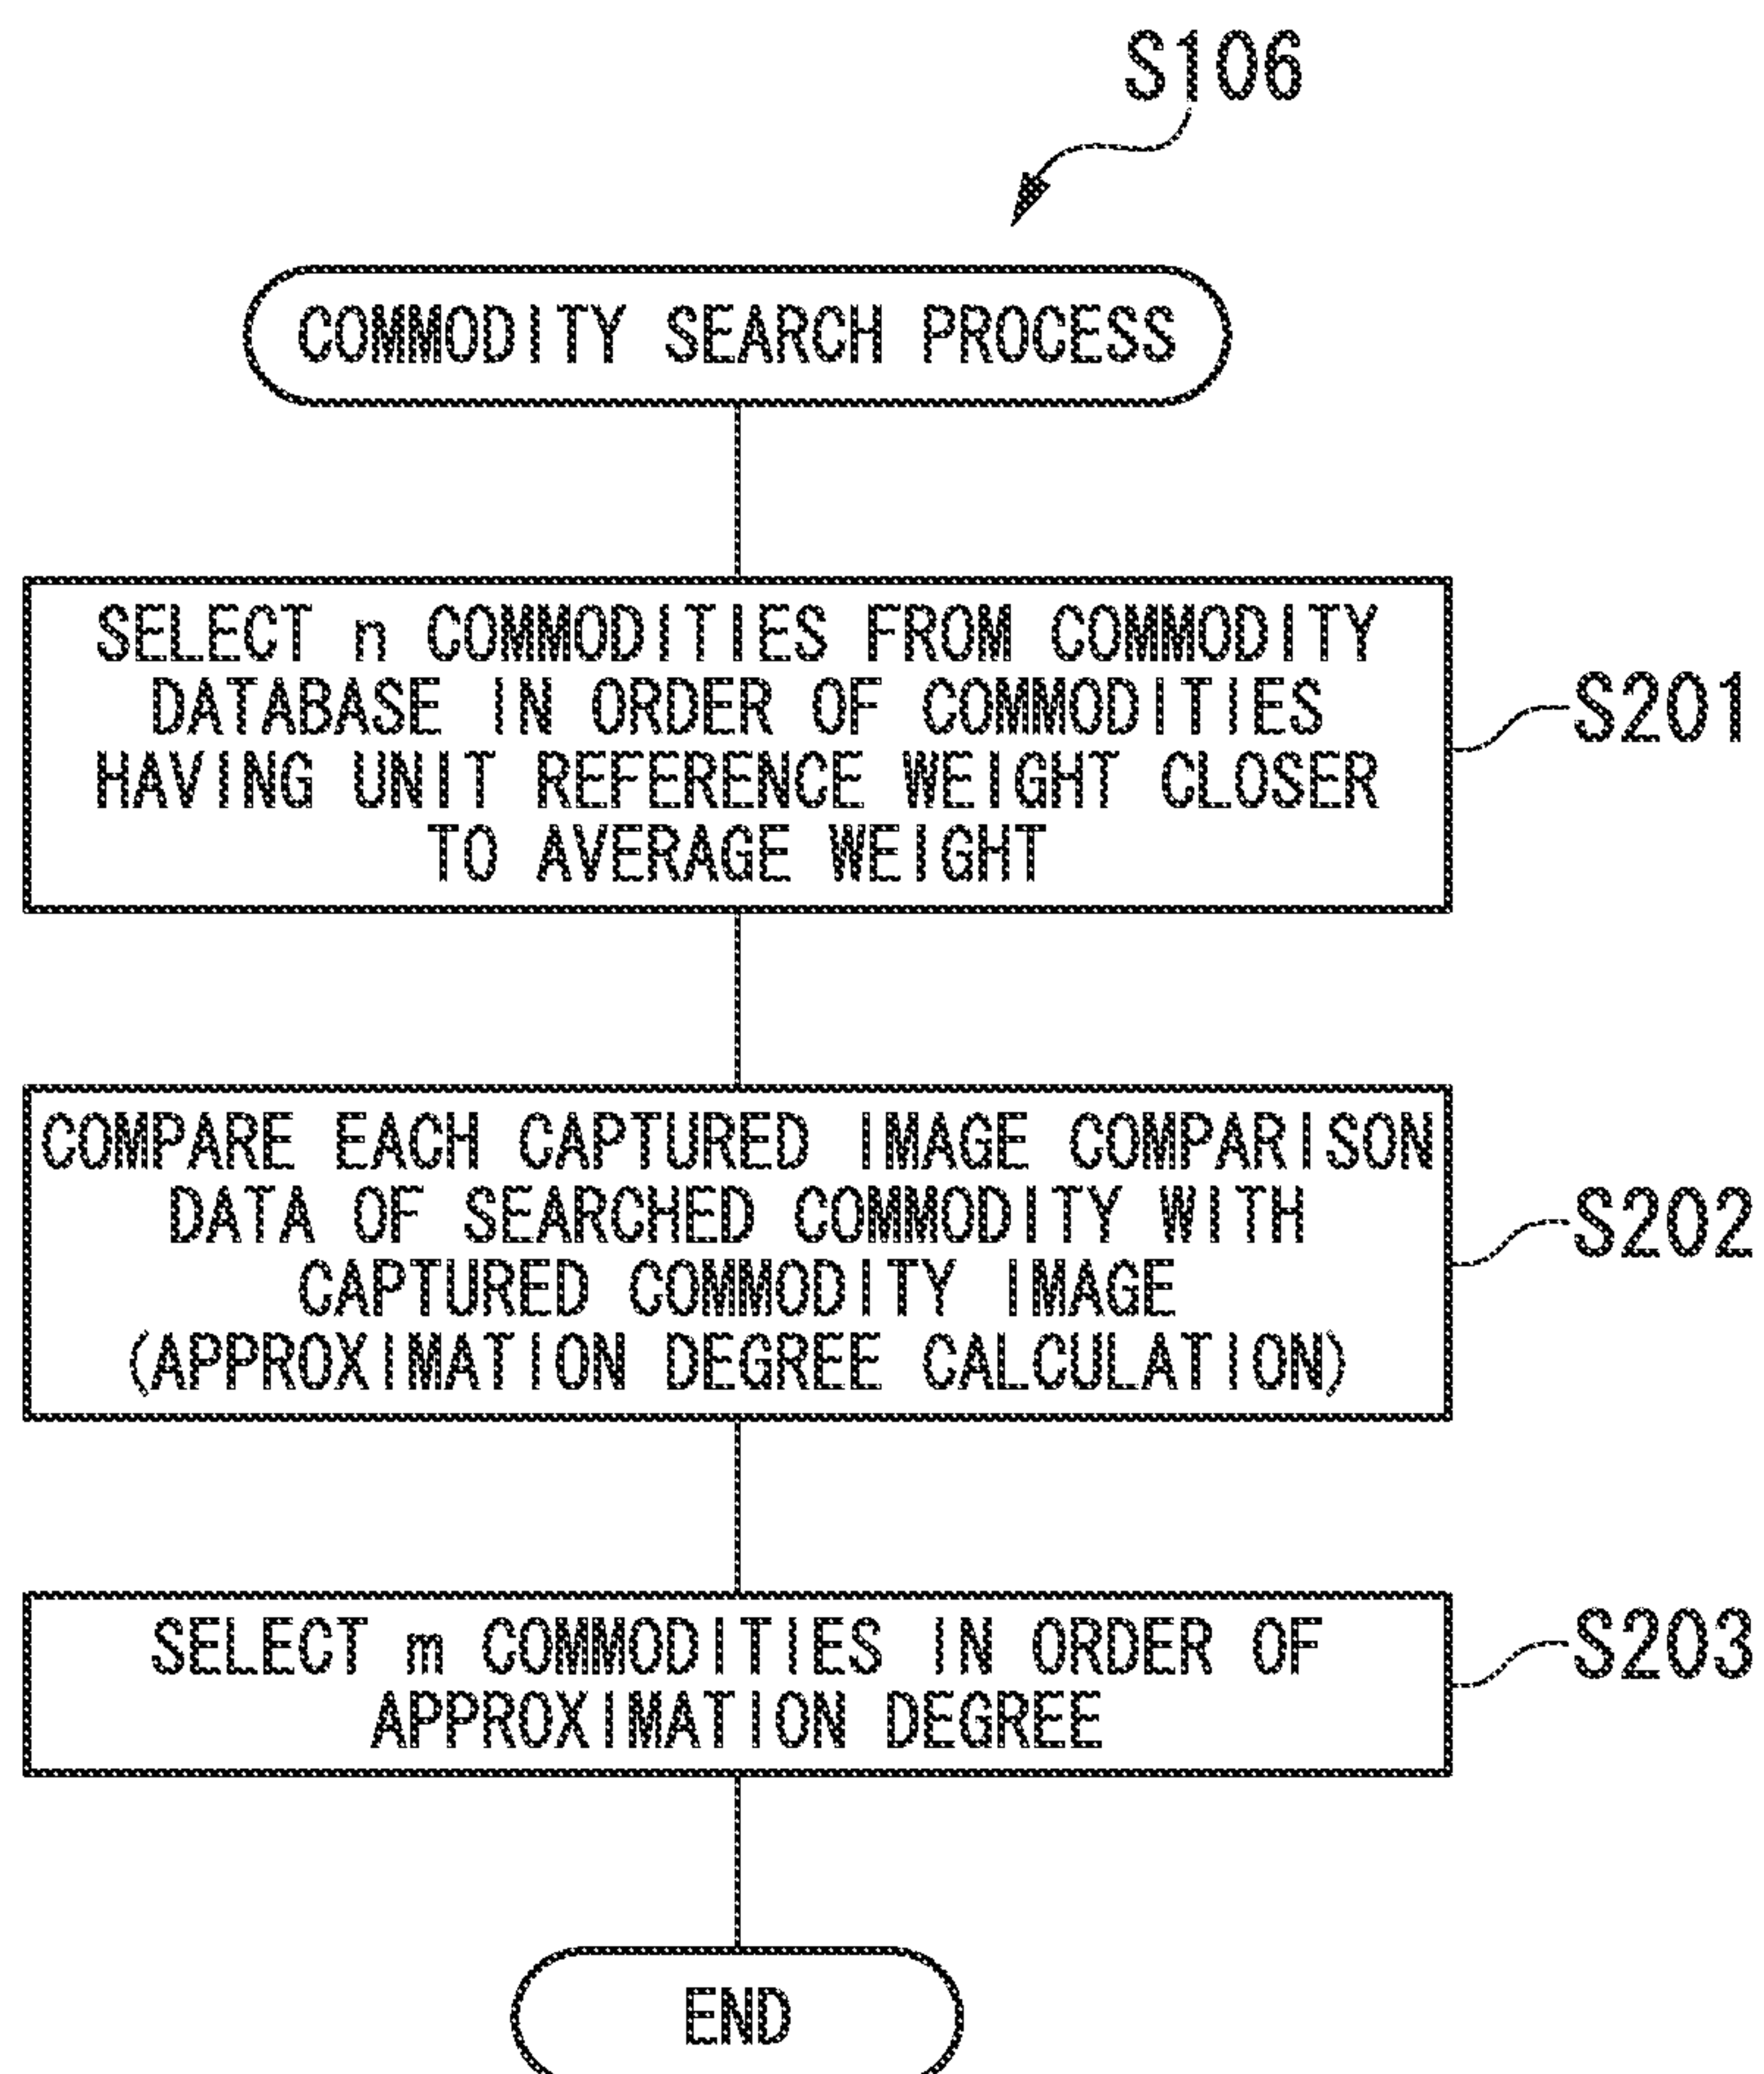 S106
COMMODITY SEARCH PROCESS
SELECT n COMMODITIES FROM COMMODITY
DATABASE IN ORDER OF COMMODITIES
HAVING UNIT REFERENCE WEIGHT CLOSER
TO AVERAGE WEIGHT
S201
COMPARE EACH CAPTURED IMAGE COMPARISON
DATA OF SEARCHED COMMODITY WITH
CAPTURED COMMODITY IMAGE
(APPROXIMATION DEGREE CALCULATION)
S202
SELECT m COMMODITIES IN ORDER OF
APPROXIMATION DEGREE
S203
END